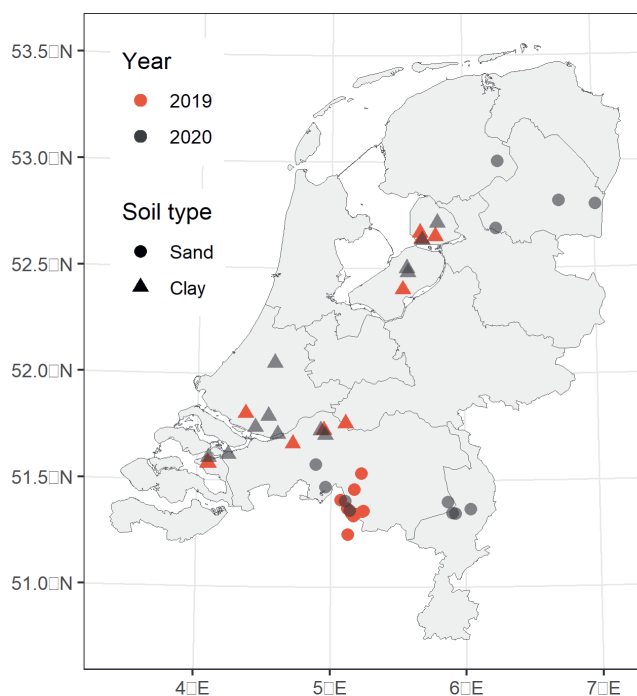 53.5□N
Year
2019
53.0□N
2020
Soil type
Sand
52.5□N
Clay
52.0□N
51.5□N
51.0□N
4□E 5□E 6□E 7□E